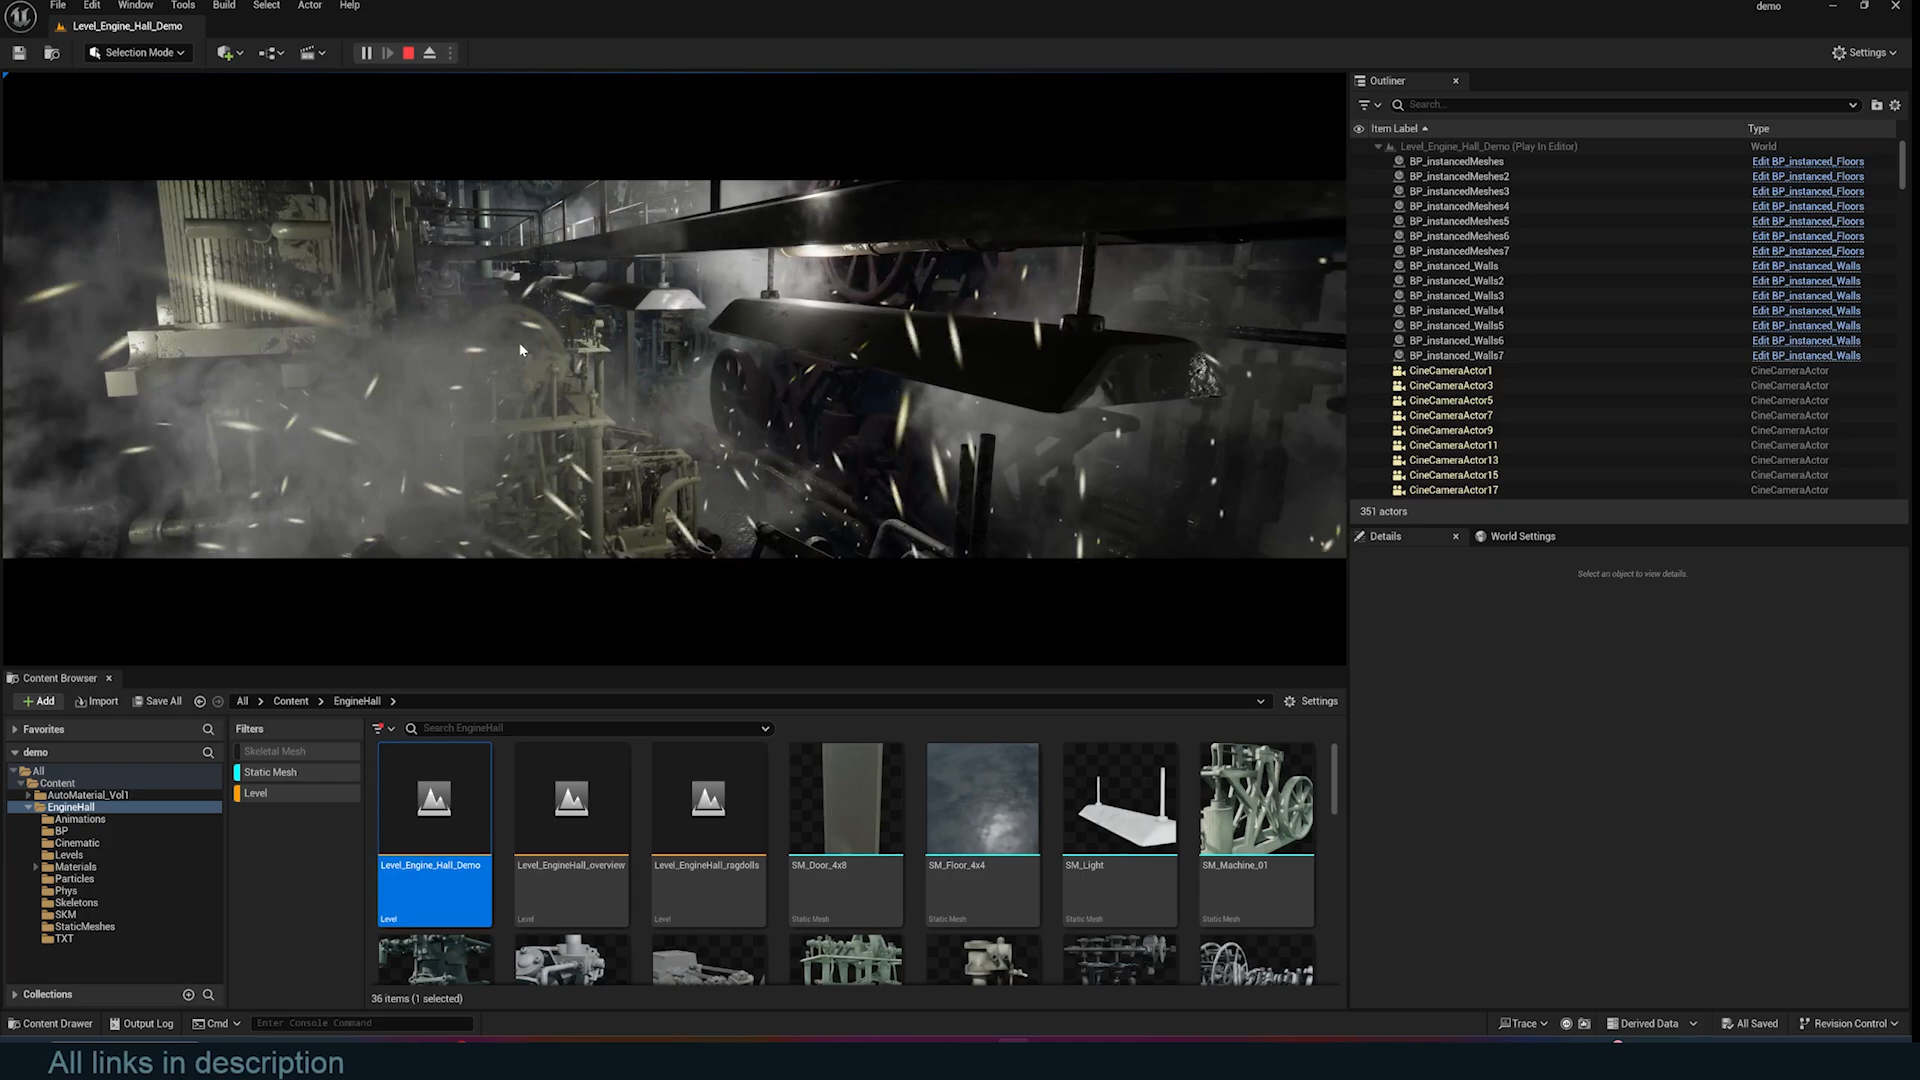 File Edit Window Tools Build Select Actor Help
demo
Level_Engine_Hall_Demo
Selection Mode
Settings
Outliner
Search...
Item Label
Type
Level_Engine_Hall_Demo (Play In Editor)
World
BP_instancedMeshes
Edit BP_instanced_Floors
BP_instancedMeshes2
Edit BP_instanced_Floors
BP_instancedMeshes3
Edit BP_instanced_Floors
BP_instancedMeshes4
Edit BP_instanced_Floors
BP_instancedMeshes5
Edit BP_instanced_Floors
BP_instancedMeshes6
Edit BP_instanced_Floors
BP_instancedMeshes7
Edit BP_instanced_Floors
BP_instanced_Walls
Edit BP_instanced_Walls
BP_instanced_Walls2
Edit BP_instanced_Walls
BP_instanced_Walls3
Edit BP_instanced_Walls
BP_instanced_Walls4
Edit BP_instanced_Walls
BP_instanced_Walls5
Edit BP_instanced_Walls
BP_instanced_Walls6
Edit BP_instanced_Walls
BP_instanced_Walls7
Edit BP_instanced_Walls
CineCameraActor1
CineCameraActor
CineCameraActor3
CineCameraActor
CineCameraActor5
CineCameraActor
CineCameraActor7
CineCameraActor
CineCameraActor9
CineCameraActor
CineCameraActor11
CineCameraActor
CineCameraActor13
CineCameraActor
CineCameraActor15
CineCameraActor
CineCameraActor17
CineCameraActor
351 actors
Details
World Settings
Select an object to view details.
Content Browser
Add
Import
Save All
All
Content
EngineHall
Settings
Favorites
demo
All
Content
AutoMaterial_Vol1
EngineHall
Animations
BP
Cinematic
Levels
Materials
Particles
Phys
Skeletons
SKM
StaticMeshes
TXT
Collections
Filters
Skeletal Mesh
Static Mesh
Level
Search EngineHall
Level_Engine_Hall_Demo
Level
Level_EngineHall_overview
Level
Level_EngineHall_ragdolls
Level
SM_Door_4x8
Static Mesh
SM_Floor_4x4
Static Mesh
SM_Light
Static Mesh
SM_Machine_01
Static Mesh
36 items (1 selected)
Content Drawer
Output Log
Cmd
Enter Console Command
Trace
Derived Data
All Saved
Revision Control
All links in description